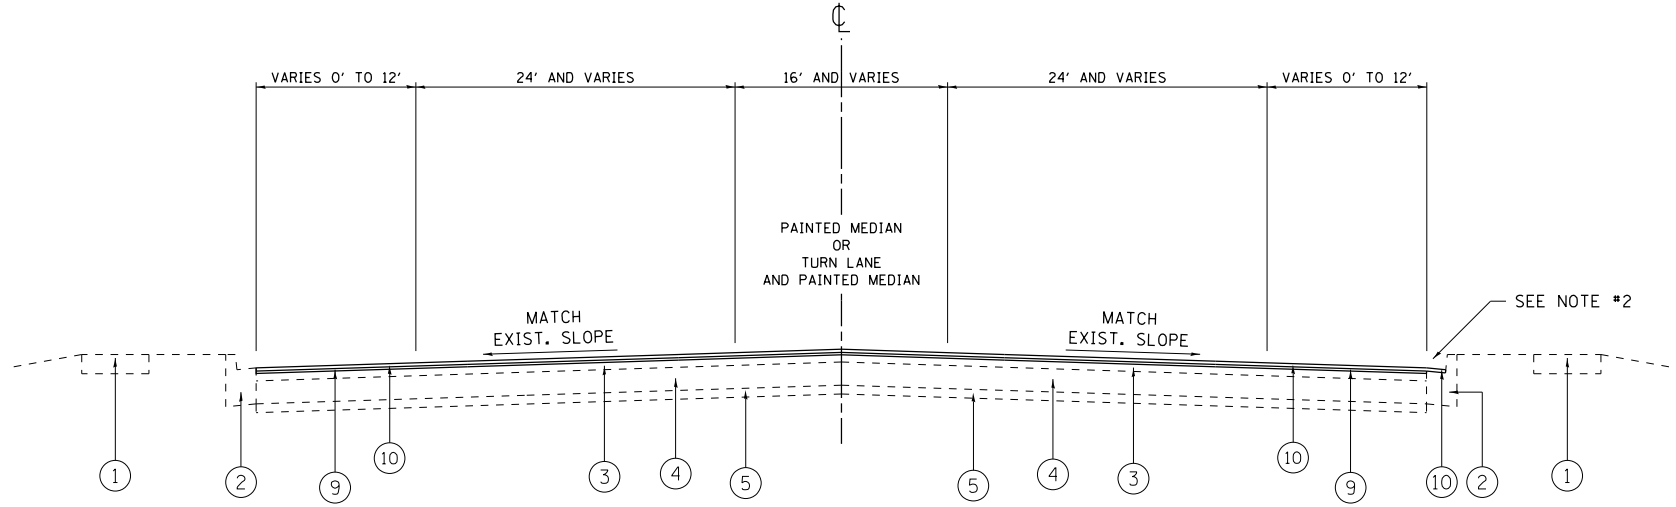 ℄
VARIES 0' TO 12'
24' AND VARIES
16' AND VARIES
24' AND VARIES
VARIES 0' TO 12'
PAINTED MEDIAN
OR
TURN LANE
AND PAINTED MEDIAN
MATCH
EXIST. SLOPE
MATCH
EXIST. SLOPE
SEE NOTE #2
1
2
9
10
3
4
5
5
4
3
10
9
10
2
1